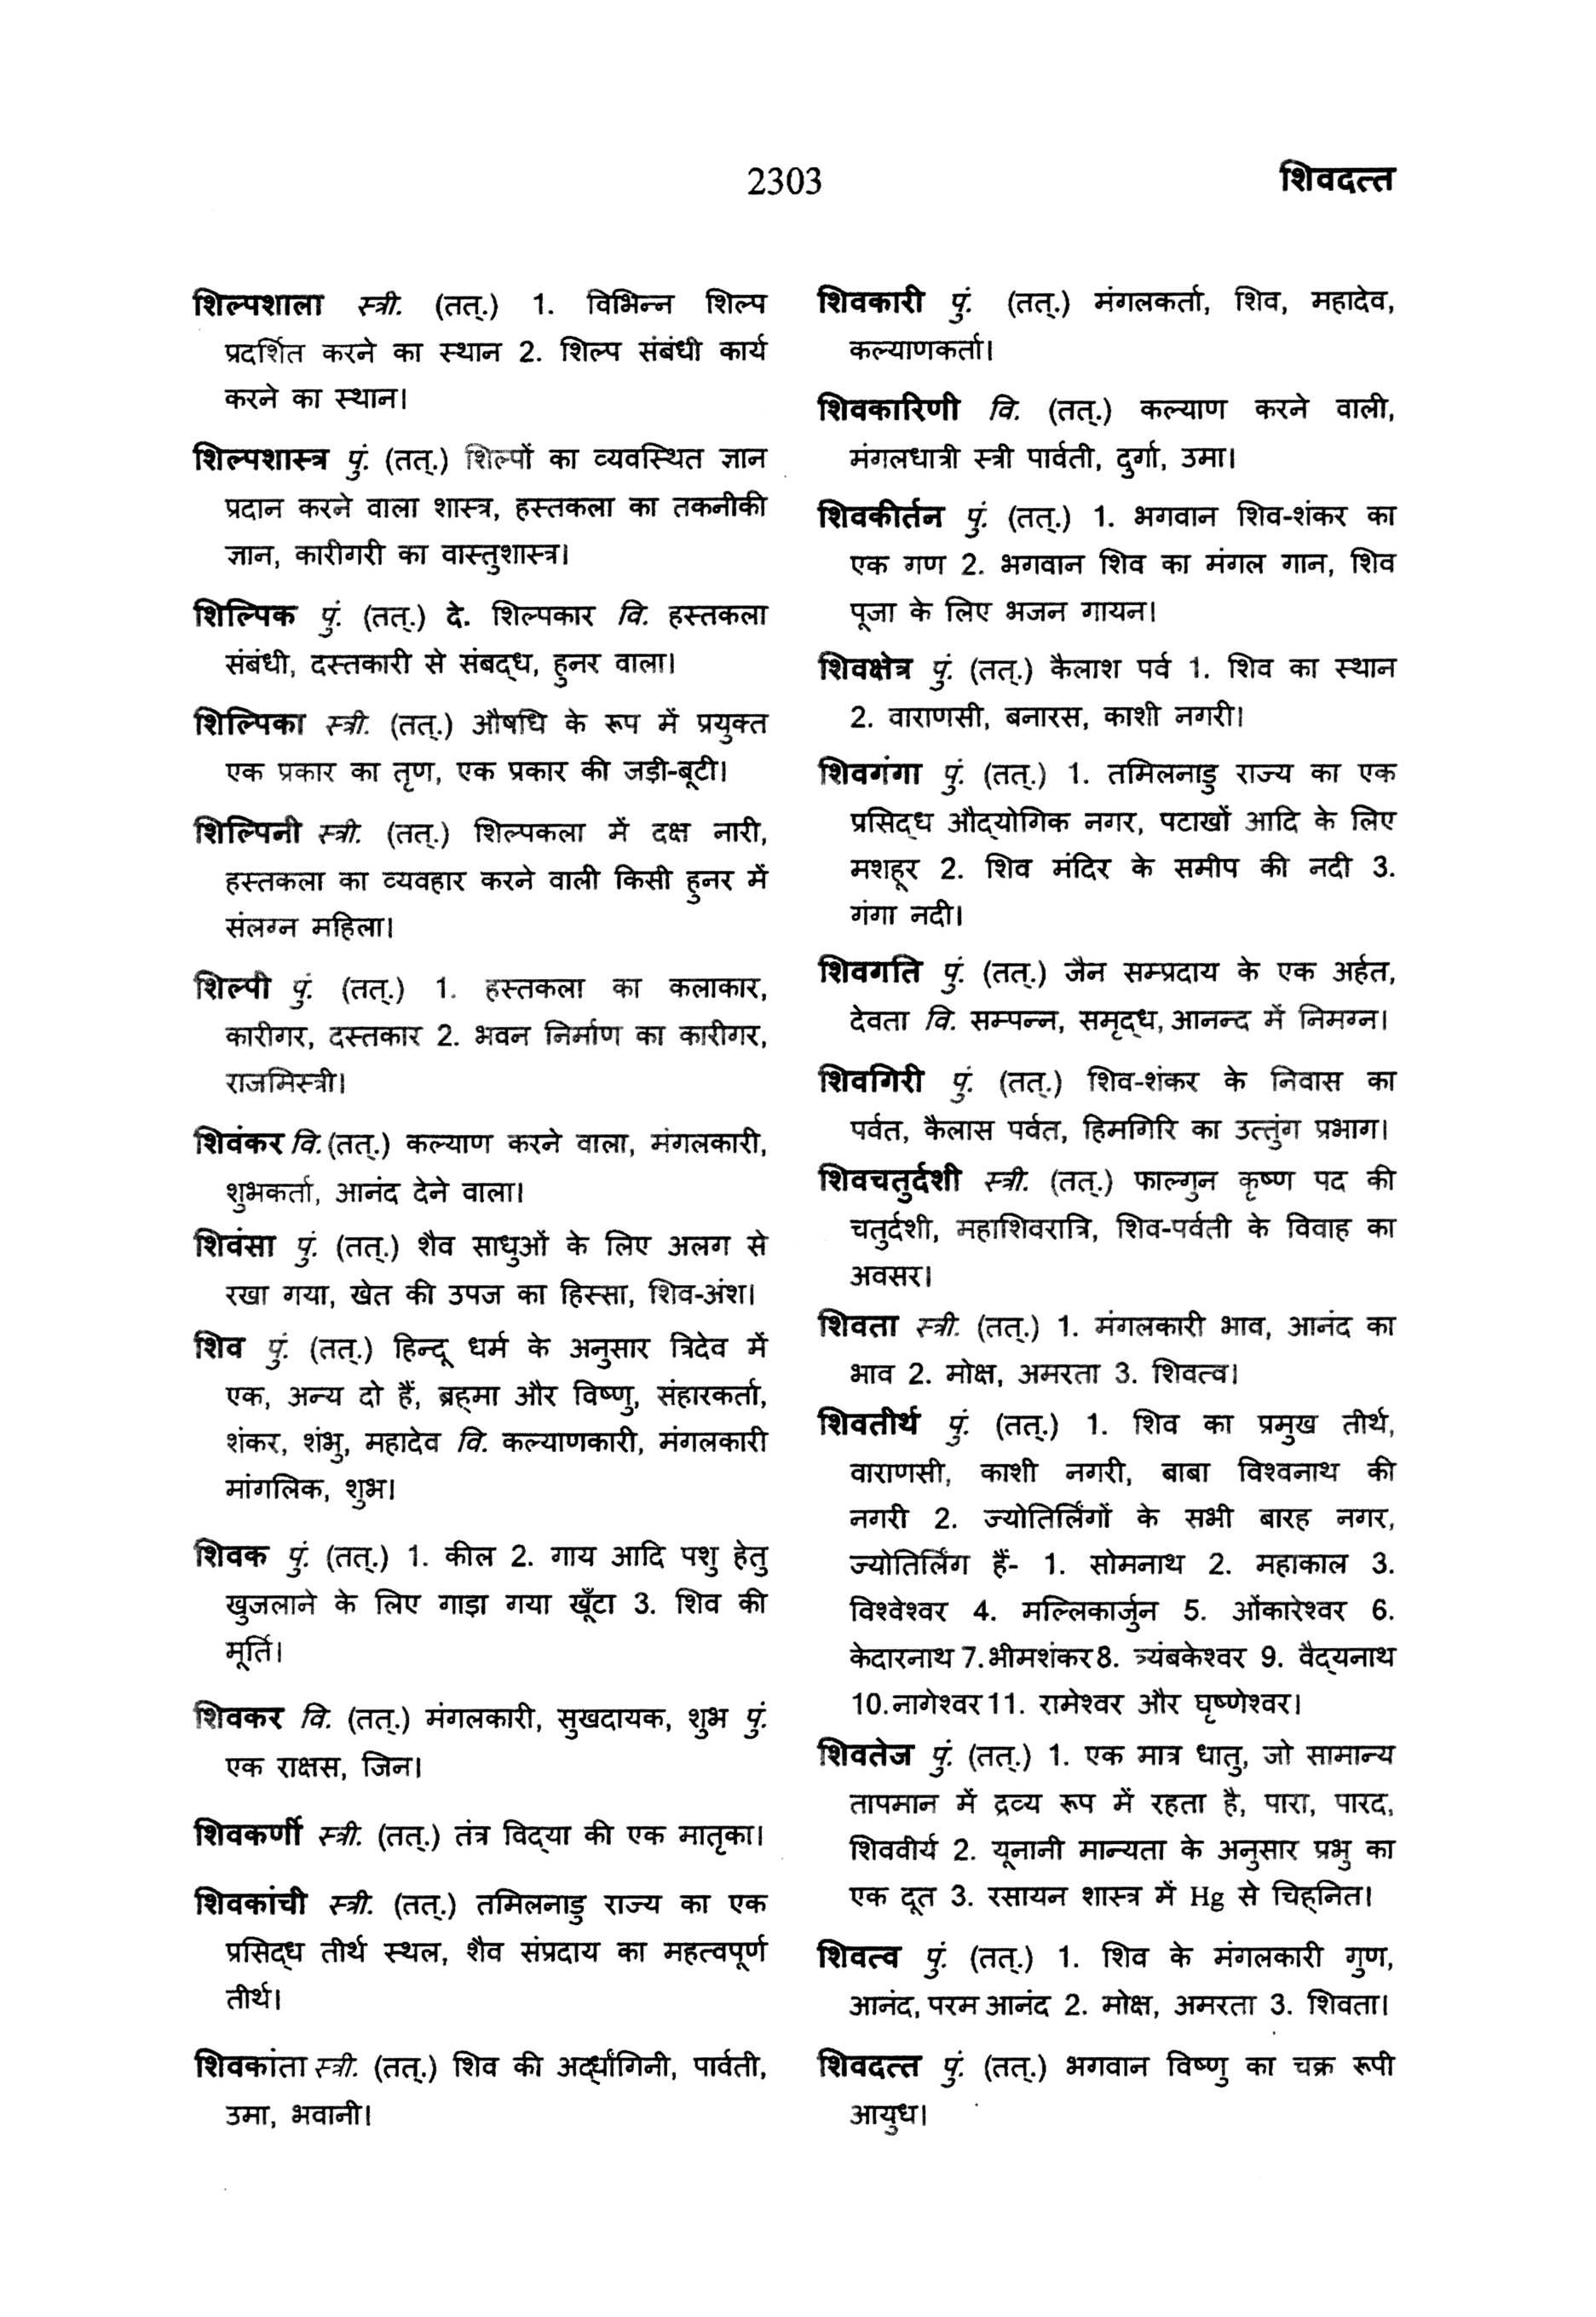 2303
शिवदत्त
शिल्पशाला स्त्री. (तत्.) 1. विभिन्न शिल्प
प्रदर्शित करने का स्थान 2. शिल्प संबंधी कार्य
करने का स्थान।
शिल्पशास्त्र पुं. (तत्.) शिल्पों का व्यवस्थित ज्ञान
प्रदान करने वाला शास्त्र, हस्तकला का तकनीकी
ज्ञान, कारीगरी का वास्तुशास्त्र।
शिल्पिक पुं. (तत्.) दे. शिल्पकार वि. हस्तकला
संबंधी, दस्तकारी से संबद्ध, हुनर वाला।
शिल्पिका स्त्री. (तत्.) औषधि के रूप में प्रयुक्त
एक प्रकार का तृण, एक प्रकार की जड़ी-बूटी।
शिल्पिनी स्त्री. (तत्.) शिल्पकला में दक्ष नारी,
हस्तकला का व्यवहार करने वाली किसी हुनर में
संलग्न महिला।
शिल्पी पुं. (तत्.) 1. हस्तकला का कलाकार,
कारीगर, दस्तकार 2. भवन निर्माण का कारीगर,
राजमिस्त्री।
शिवंकर वि. (तत्.) कल्याण करने वाला, मंगलकारी,
शुभकर्ता, आनंद देने वाला।
शिवंसा पुं. (तत्.) शैव साधुओं के लिए अलग से
रखा गया, खेत की उपज का हिस्सा, शिव-अंश।
शिव पुं. (तत्.) हिन्दू धर्म के अनुसार त्रिदेव में
एक, अन्य दो हैं, ब्रह्मा और विष्णु, संहारकर्ता,
शंकर, शंभु, महादेव वि. कल्याणकारी, मंगलकारी
मांगलिक, शुभ।
शिवक पुं. (तत्.) 1. कील 2. गाय आदि पशु हेतु
खुजलाने के लिए गाड़ा गया खूँटा 3. शिव की
मूर्ति।
शिवकर वि. (तत्.) मंगलकारी, सुखदायक, शुभ पुं.
एक राक्षस, जिन।
शिवकर्णी स्त्री. (तत्.) तंत्र विद्या की एक मातृका।
शिवकांची स्त्री. (तत्.) तमिलनाडु राज्य का एक
प्रसिद्ध तीर्थ स्थल, शैव संप्रदाय का महत्वपूर्ण
तीर्थ।
शिवकांता स्त्री. (तत्.) शिव की अर्द्धांगिनी, पार्वती,
उमा, भवानी।
शिवकारी पुं. (तत्.) मंगलकर्ता, शिव, महादेव,
कल्याणकर्ता।
शिवकारिणी वि. (तत्.) कल्याण करने वाली,
मंगलधात्री स्त्री पार्वती, दुर्गा, उमा।
शिवकीर्तन पुं. (तत्.) 1. भगवान शिव-शंकर का
एक गण 2. भगवान शिव का मंगल गान, शिव
पूजा के लिए भजन गायन।
शिवक्षेत्र पुं. (तत्.) कैलाश पर्व 1. शिव का स्थान
2. वाराणसी, बनारस, काशी नगरी।
शिवगंगा पुं. (तत्.) 1. तमिलनाडु राज्य का एक
प्रसिद्ध औद्योगिक नगर, पटाखों आदि के लिए
मशहूर 2. शिव मंदिर के समीप की नदी 3.
गंगा नदी।
शिवगति पुं. (तत्.) जैन सम्प्रदाय के एक अर्हत,
देवता वि. सम्पन्न, समृद्ध, आनन्द में निमग्न।
शिवगिरी पुं. (तत्.) शिव-शंकर के निवास का
पर्वत, कैलास पर्वत, हिमगिरि का उत्तुंग प्रभाग।
शिवचतुर्दशी स्त्री. (तत्.) फाल्गुन कृष्ण पद की
चतुर्दशी, महाशिवरात्रि, शिव-पर्वती के विवाह का
अवसर।
शिवता स्त्री. (तत्.) 1. मंगलकारी भाव, आनंद का
भाव 2. मोक्ष, अमरता 3. शिवत्व।
शिवतीर्थ पुं. (तत्.) 1. शिव का प्रमुख तीर्थ,
वाराणसी, काशी नगरी, बाबा विश्वनाथ की
नगरी 2. ज्योतिर्लिंगों के सभी बारह नगर,
ज्योतिर्लिंग हैं- 1. सोमनाथ 2. महाकाल 3.
विश्वेश्वर 4. मल्लिकार्जुन 5. ओंकारेश्वर 6.
केदारनाथ 7. भीमशंकर 8. त्र्यंबकेश्वर 9. वैद्यनाथ
10. नागेश्वर 11. रामेश्वर और घृष्णेश्वर।
शिवतेज पुं. (तत्.) 1. एक मात्र धातु, जो सामान्य
तापमान में द्रव्य रूप में रहता है, पारा, पारद,
शिववीर्य 2. यूनानी मान्यता के अनुसार प्रभु का
एक दूत 3. रसायन शास्त्र में Hg से चिह्नित।
शिवत्व पुं. (तत्.) 1. शिव के मंगलकारी गुण,
आनंद, परम आनंद 2. मोक्ष, अमरता 3. शिवता।
शिवदत्त पुं. (तत्.) भगवान विष्णु का चक्र रूपी
आयुध।